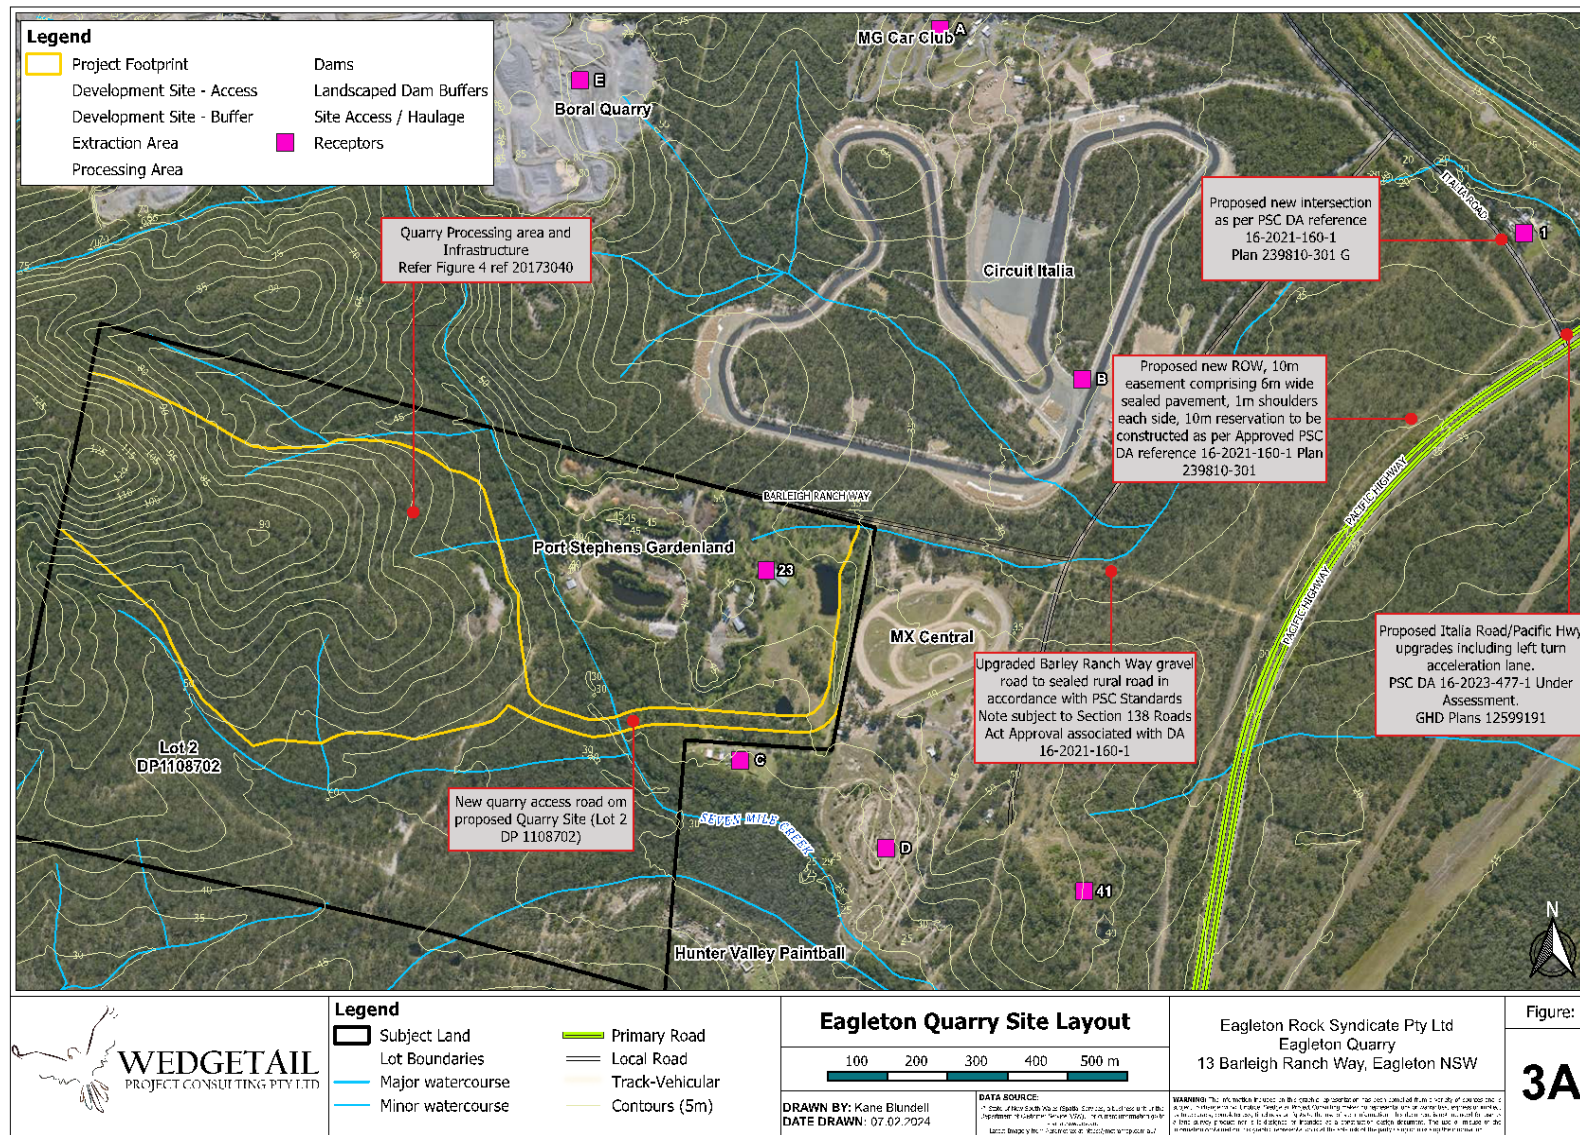 Legend
Project Footprint
Development Site - Access
Development Site - Buffer
Extraction Area
Processing Area
Dams
Landscaped Dam Buffers
Site Access / Haulage
Receptors
MG Car Club
A
E
Boral Quarry
Quarry Processing area and
Infrastructure
Refer Figure 4 ref 20173040
Circuit Italia
Proposed new intersection
as per PSC DA reference
16-2021-160-1
Plan 239810-301 G
ITALIA ROAD
1
B
Proposed new ROW, 10m
easement comprising 6m wide
sealed pavement, 1m shoulders
each side, 10m reservation to be
constructed as per Approved PSC
DA reference 16-2021-160-1 Plan
239810-301
PACIFIC HIGHWAY
PACIFIC HIGHWAY
BARLEIGH RANCH WAY
Port Stephens Gardenland
23
MX Central
Upgraded Barley Ranch Way gravel
road to sealed rural road in
accordance with PSC Standards
Note subject to Section 138 Roads
Act Approval associated with DA
16-2021-160-1
Proposed Italia Road/Pacific Hwy
upgrades including left turn
acceleration lane.
PSC DA 16-2023-477-1 Under
Assessment.
GHD Plans 12599191
Lot 2
DP1108702
C
New quarry access road om
proposed Quarry Site (Lot 2
DP 1108702)
SEVEN MILE CREEK
D
41
Hunter Valley Paintball
N
WEDGETAIL
PROJECT CONSULTING PTY LTD
Legend
Subject Land
Lot Boundaries
Major watercourse
Minor watercourse
Primary Road
Local Road
Track-Vehicular
Contours (5m)
Eagleton Quarry Site Layout
100 200 300 400 500 m
DRAWN BY: Kane Blundell
DATE DRAWN: 07.02.2024
DATA SOURCE:
Eagleton Rock Syndicate Pty Ltd
Eagleton Quarry
13 Barleigh Ranch Way, Eagleton NSW
Figure:
3A